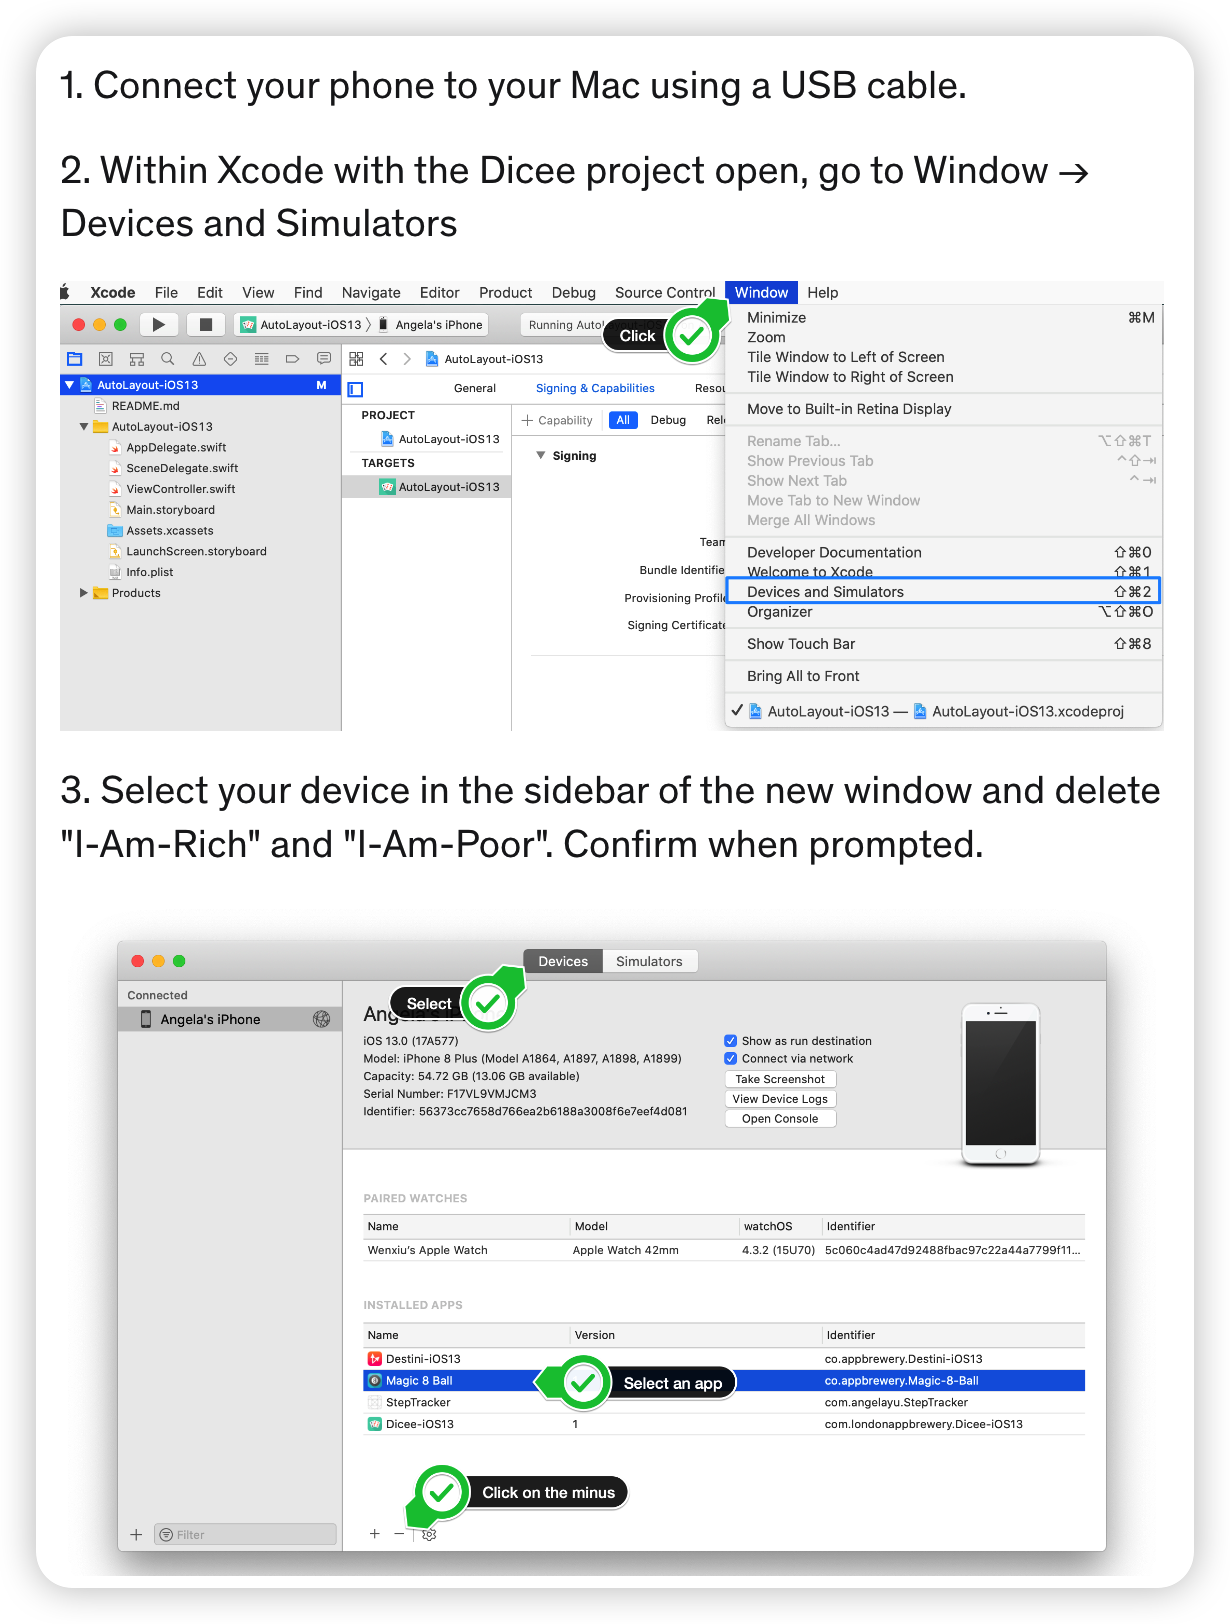 1. Connect your phone to your Mac using a USB cable.
2. Within Xcode with the Dicee project open, go to Window →
Devices and Simulators
Xcode File Edit View Find Navigate Editor Product Debug Source Control Window Help
AutoLayout-iOS13 〉 Angela's iPhone
Running
Click
AutoLayout-iOS13
AutoLayout-iOS13 M
README.md
AutoLayout-iOS13
AppDelegate.swift
SceneDelegate.swift
ViewController.swift
Main.storyboard
Assets.xcassets
LaunchScreen.storyboard
Info.plist
Products
General Signing & Capabilities Resou
PROJECT
AutoLayout-iOS13
TARGETS
AutoLayout-iOS13
+ Capability All Debug Rel
Signing
Team
Bundle Identifie
Provisioning Profile
Signing Certificate
Minimize ⌘M
Zoom
Tile Window to Left of Screen
Tile Window to Right of Screen
Move to Built-in Retina Display
Rename Tab... ⌥⇧⌘T
Show Previous Tab ^⇧⇥
Show Next Tab ^⇥
Move Tab to New Window
Merge All Windows
Developer Documentation ⇧⌘0
Welcome to Xcode ⇧⌘1
Devices and Simulators ⇧⌘2
Organizer ⌥⇧⌘O
Show Touch Bar ⇧⌘8
Bring All to Front
✓ AutoLayout-iOS13 — AutoLayout-iOS13.xcodeproj
3. Select your device in the sidebar of the new window and delete
"I-Am-Rich" and "I-Am-Poor". Confirm when prompted.
Devices Simulators
Connected
Angela's iPhone
Select
Angela's iPhone
iOS 13.0 (17A577)
Model: iPhone 8 Plus (Model A1864, A1897, A1898, A1899)
Capacity: 54.72 GB (13.06 GB available)
Serial Number: F17VL9VMJCM3
Identifier: 56373cc7658d766ea2b6188a3008f6e7eef4d081
Show as run destination
Connect via network
Take Screenshot
View Device Logs
Open Console
PAIRED WATCHES
Name Model watchOS Identifier
Wenxiu's Apple Watch Apple Watch 42mm 4.3.2 (15U70) 5c060c4ad47d92488fbac97c22a44a7799f11...
INSTALLED APPS
Name Version Identifier
Destini-iOS13 co.appbrewery.Destini-iOS13
Magic 8 Ball Select an app co.appbrewery.Magic-8-Ball
StepTracker com.angelayu.StepTracker
Dicee-iOS13 1 com.londonappbrewery.Dicee-iOS13
Click on the minus
+ Filter + −